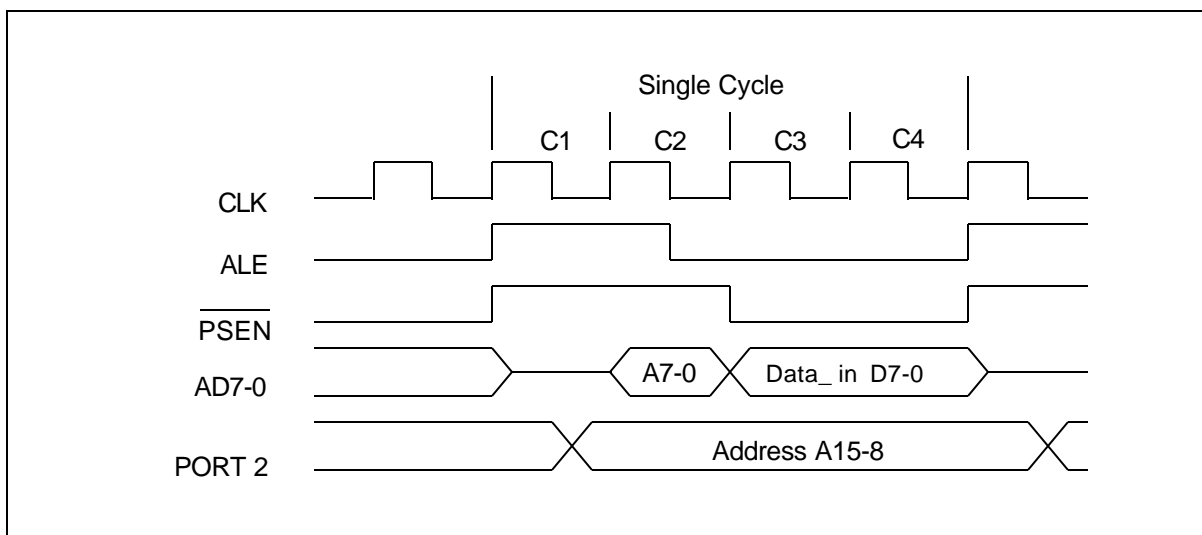 Single Cycle
C1 C2 C3 C4
CLK
ALE
PSEN
AD7-0 A7-0 Data_ in D7-0
PORT 2 Address A15-8